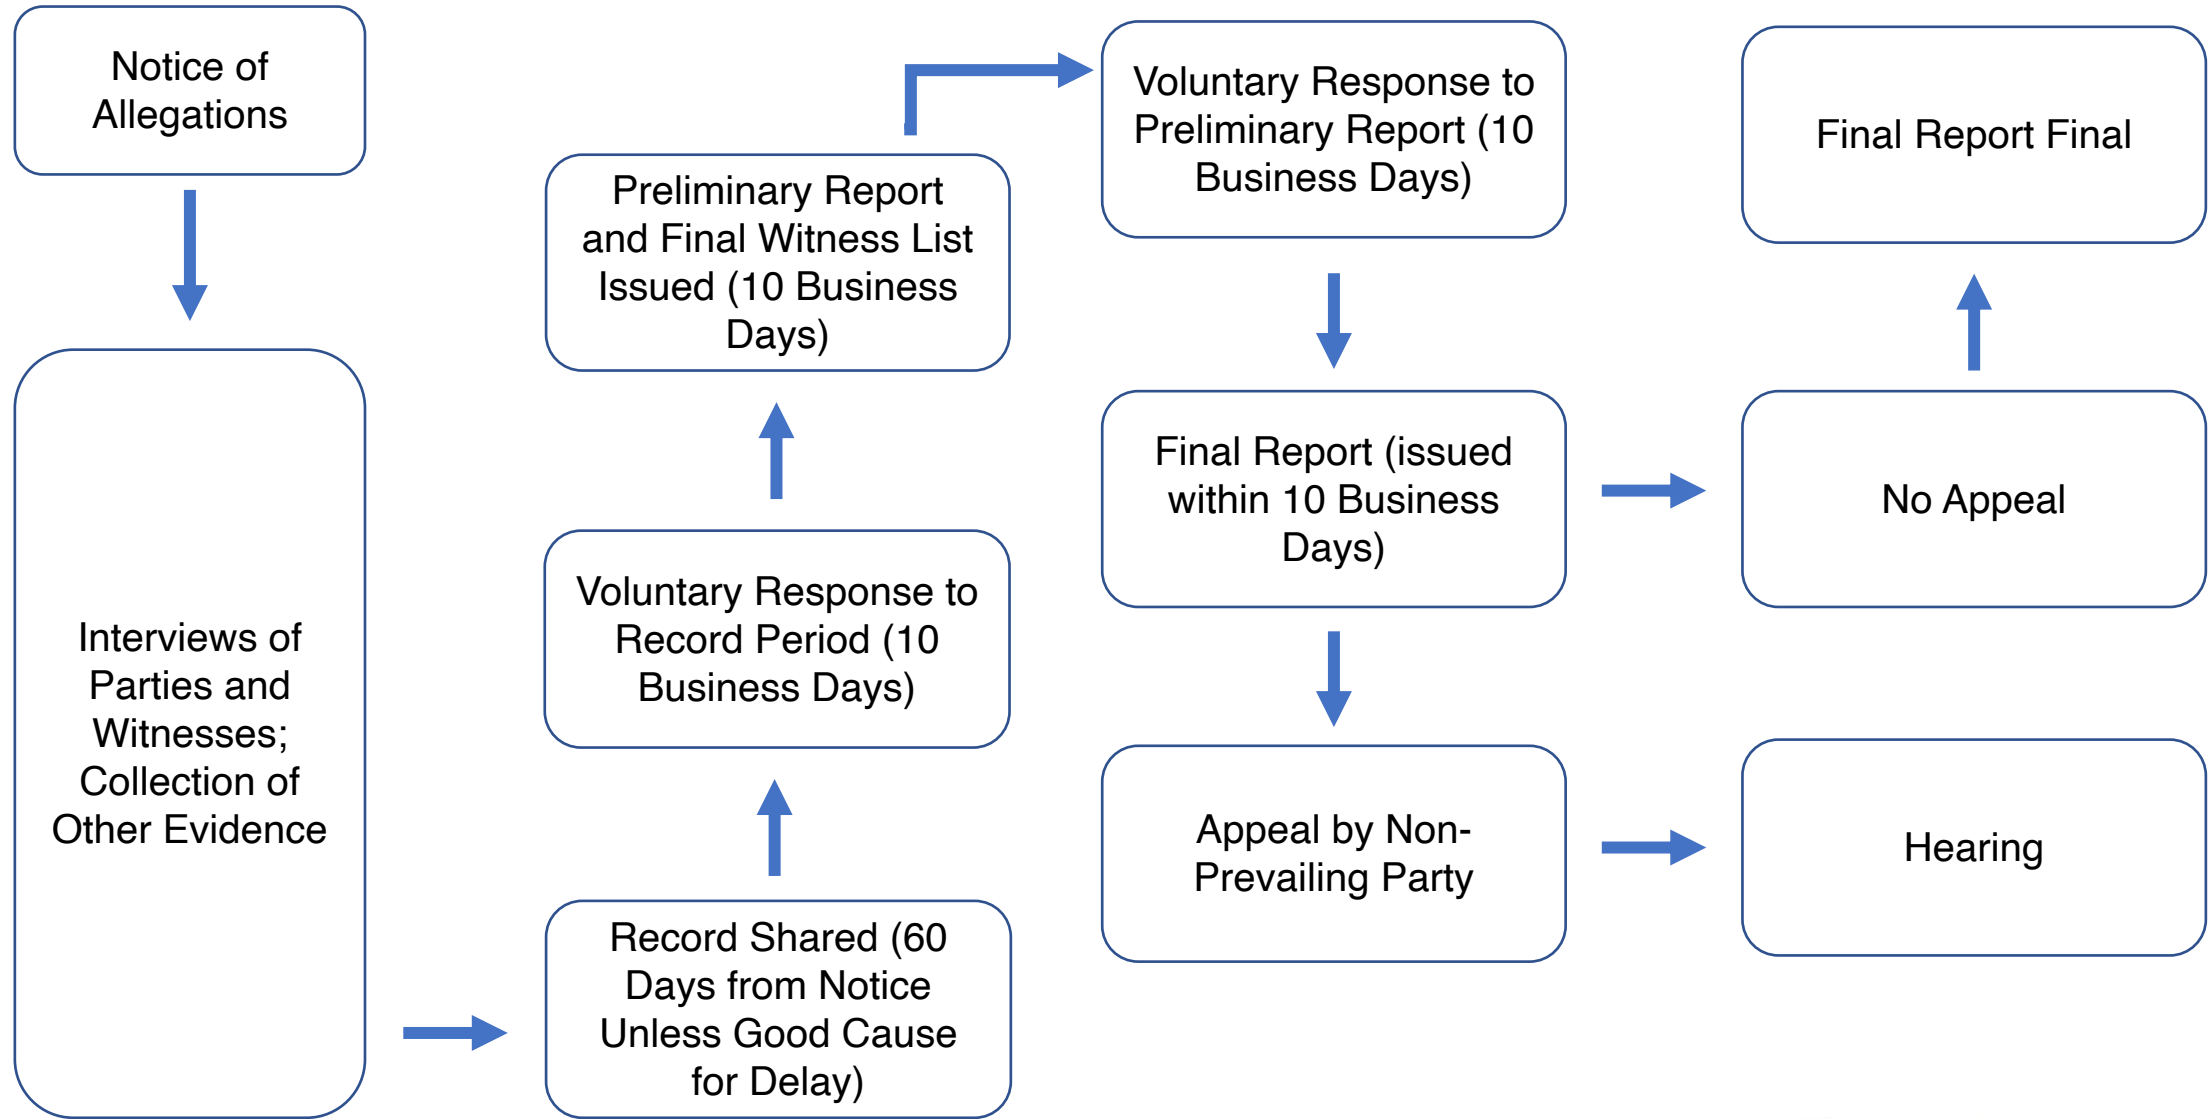 Notice of
Allegations
Interviews of
Parties and
Witnesses;
Collection of
Other Evidence
Record Shared (60
Days from Notice
Unless Good Cause
for Delay)
Voluntary Response to
Record Period (10
Business Days)
Preliminary Report
and Final Witness List
Issued (10 Business
Days)
Voluntary Response to
Preliminary Report (10
Business Days)
Final Report (issued
within 10 Business
Days)
Appeal by Non-
Prevailing Party
Final Report Final
No Appeal
Hearing